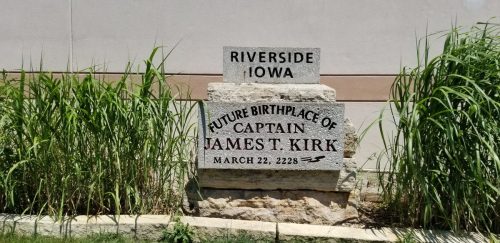 RIVERSIDE
IOWA
FUTURE BIRTHPLACE OF
CAPTAIN
JAMES T. KIRK
MARCH 22, 2228